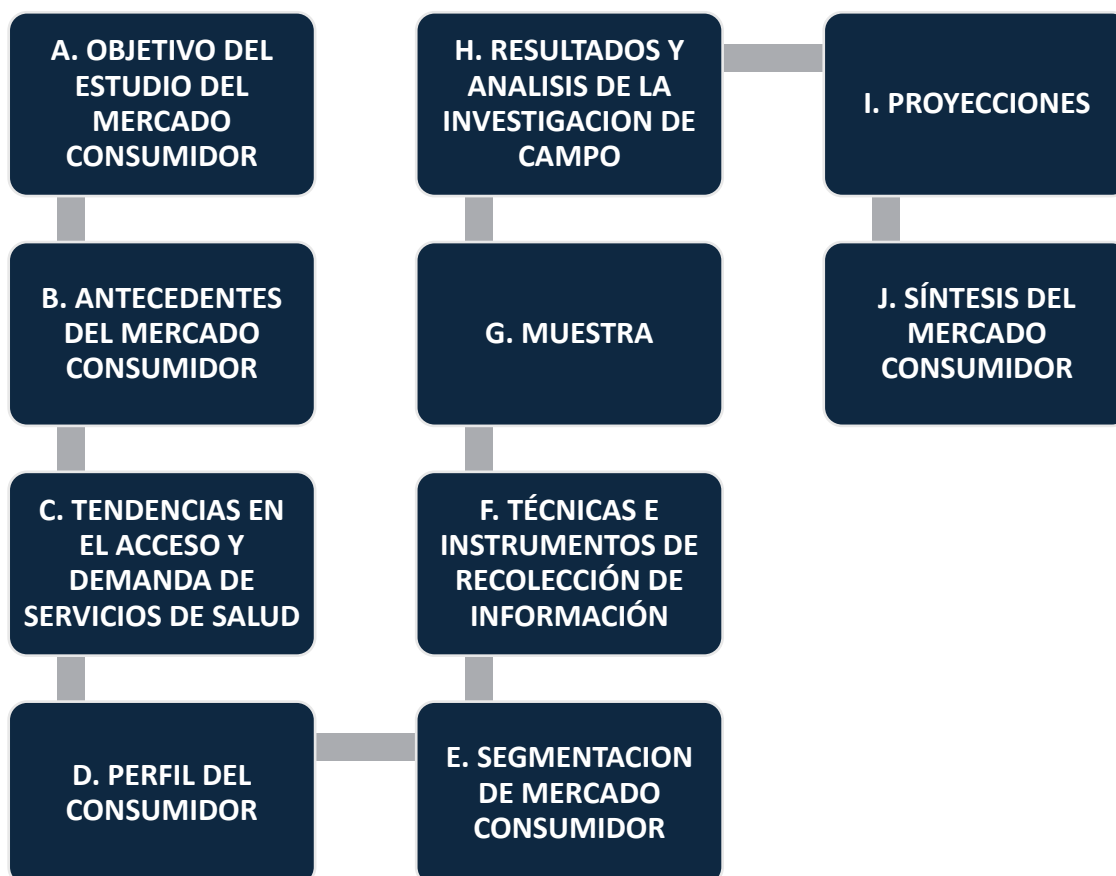 A. OBJETIVO DEL
ESTUDIO DEL
MERCADO
CONSUMIDOR
B. ANTECEDENTES
DEL MERCADO
CONSUMIDOR
C. TENDENCIAS EN
EL ACCESO Y
DEMANDA DE
SERVICIOS DE SALUD
D. PERFIL DEL
CONSUMIDOR
E. SEGMENTACION
DE MERCADO
CONSUMIDOR
F. TÉCNICAS E
INSTRUMENTOS DE
RECOLECCIÓN DE
INFORMACIÓN
G. MUESTRA
H. RESULTADOS Y
ANALISIS DE LA
INVESTIGACION DE
CAMPO
I. PROYECCIONES
J. SÍNTESIS DEL
MERCADO
CONSUMIDOR